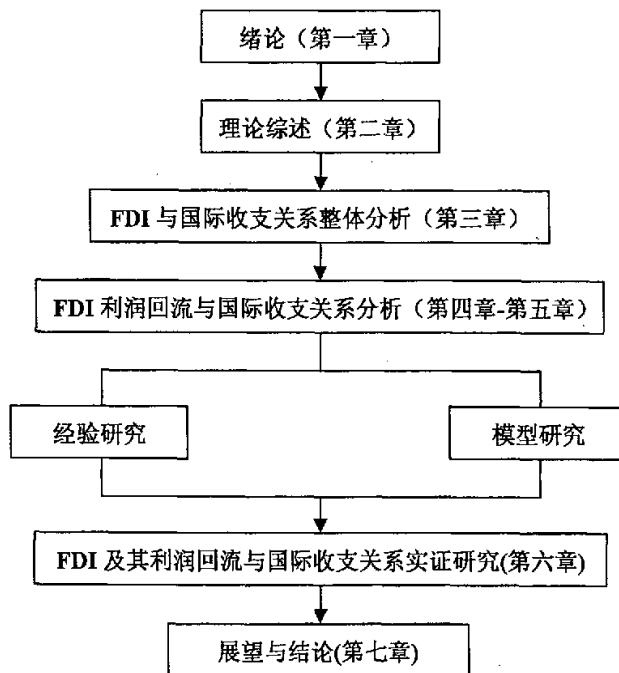 绪论（第一章）
理论综述（第二章）
FDI 与国际收支关系整体分析（第三章）
FDI 利润回流与国际收支关系分析（第四章-第五章）
经验研究
模型研究
FDI 及其利润回流与国际收支关系实证研究(第六章)
展望与结论(第七章)